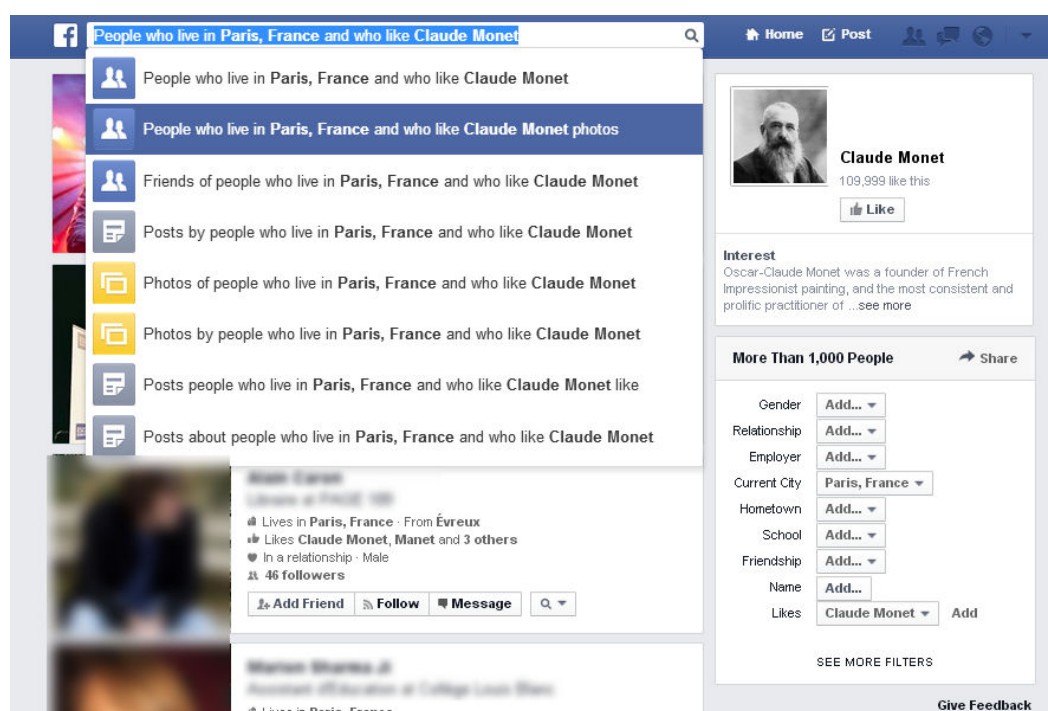 f People who live in Paris, France and who like Claude Monet Home Post
People who live in Paris, France and who like Claude Monet
People who live in Paris, France and who like Claude Monet photos
Friends of people who live in Paris, France and who like Claude Monet
Posts by people who live in Paris, France and who like Claude Monet
Photos of people who live in Paris, France and who like Claude Monet
Photos by people who live in Paris, France and who like Claude Monet
Posts people who live in Paris, France and who like Claude Monet like
Posts about people who live in Paris, France and who like Claude Monet
Lives in Paris, France · From Évreux
Likes Claude Monet, Manet and 3 others
In a relationship · Male
46 followers
Add Friend Follow Message
Claude Monet
109,999 like this
Like
Interest
Oscar-Claude Monet was a founder of French
Impressionist painting, and the most consistent and
prolific practitioner of ...see more
More Than 1,000 People Share
Gender Add...
Relationship Add...
Employer Add...
Current City Paris, France
Hometown Add...
School Add...
Friendship Add...
Name Add...
Likes Claude Monet Add
SEE MORE FILTERS
Give Feedback